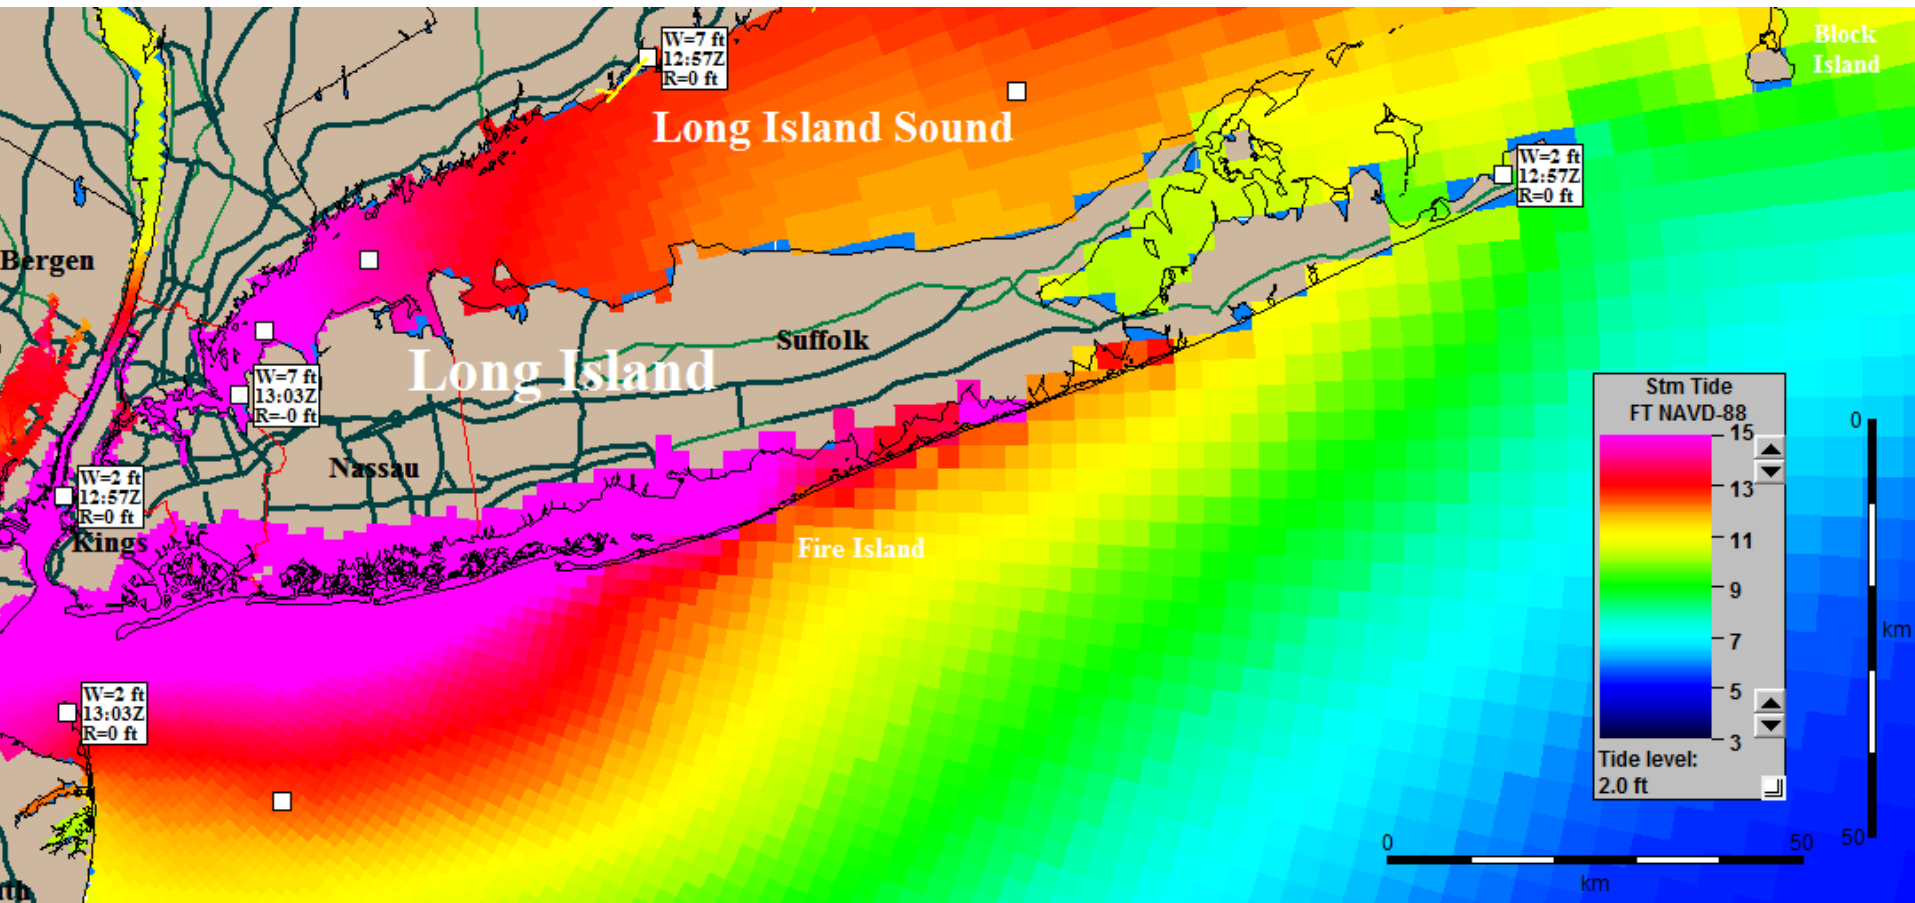 Block
Island
W=7 ft
12:57Z
R=0 ft
Long Island Sound
W=2 ft
12:57Z
R=0 ft
Bergen
Suffolk
Long Island
W=7 ft
13:03Z
R=-0 ft
Stm Tide
FT NAVD-88
15
13
11
9
7
5
3
Tide level:
2.0 ft
0
km
50
Nassau
W=2 ft
12:57Z
R=0 ft
Kings
Fire Island
W=2 ft
13:03Z
R=0 ft
0
50
km
th